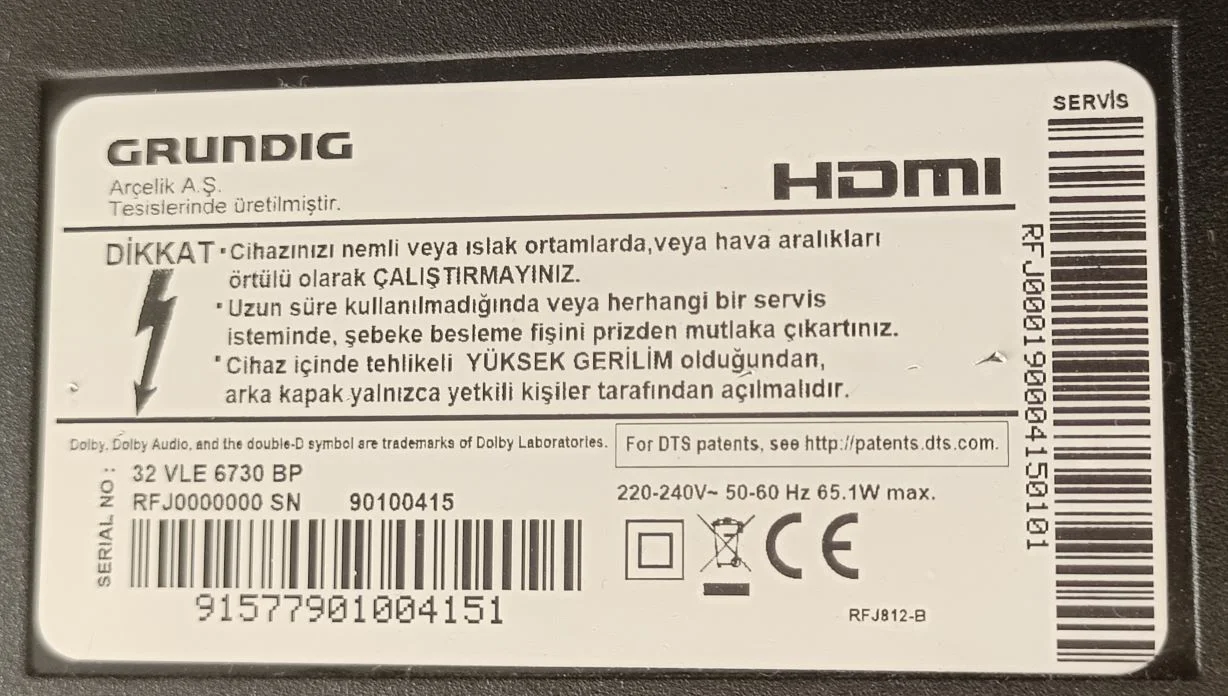 GRUNDIG
Arçelik A.Ş.
Tesislerinde üretilmiştir.
HDMI
SERVİS
DİKKAT • Cihazınızı nemli veya ıslak ortamlarda,veya hava aralıkları
örtülü olarak ÇALIŞTIRMAYINIZ.
• Uzun süre kullanılmadığında veya herhangi bir servis
isteminde, şebeke besleme fişini prizden mutlaka çıkartınız.
• Cihaz içinde tehlikeli YÜKSEK GERİLİM olduğundan,
arka kapak yalnızca yetkili kişiler tarafından açılmalıdır.
Dolby, Dolby Audio, and the double-D symbol are trademarks of Dolby Laboratories.
For DTS patents, see http://patents.dts.com.
SERIAL NO :
32 VLE 6730 BP
RFJ0000000 SN 90100415
915779010041​51
220-240V~ 50-60 Hz 65.1W max.
CE
RFJ812-B
RFJ000190004150101